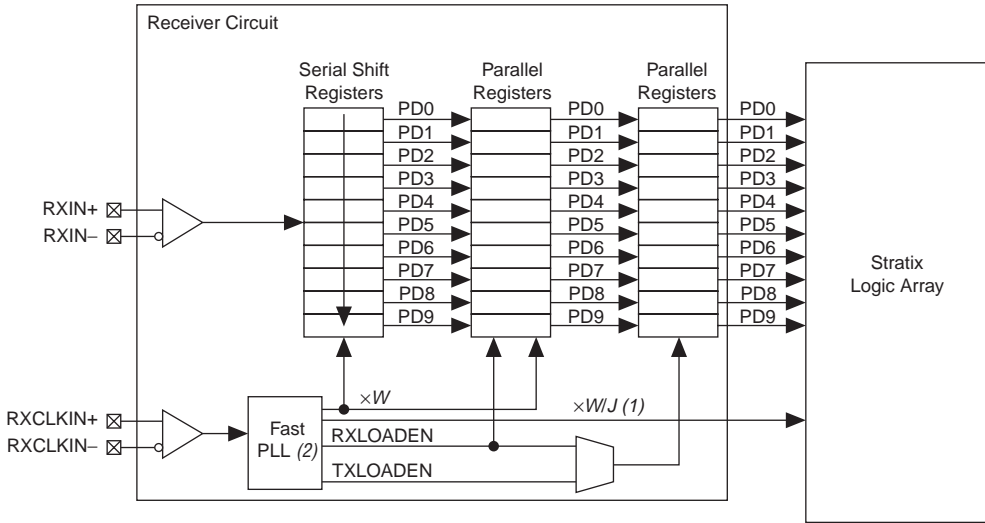 Receiver Circuit
Serial Shift
Registers
Parallel
Registers
Parallel
Registers
PD0 PD0 PD0
PD1 PD1 PD1
PD2 PD2 PD2
PD3 PD3 PD3
PD4 PD4 PD4
PD5 PD5 PD5
PD6 PD6 PD6
PD7 PD7 PD7
PD8 PD8 PD8
PD9 PD9 PD9
RXIN+
RXIN−
Stratix
Logic Array
×W
×W/J (1)
RXCLKIN+
RXCLKIN−
Fast
PLL (2)
RXLOADEN
TXLOADEN